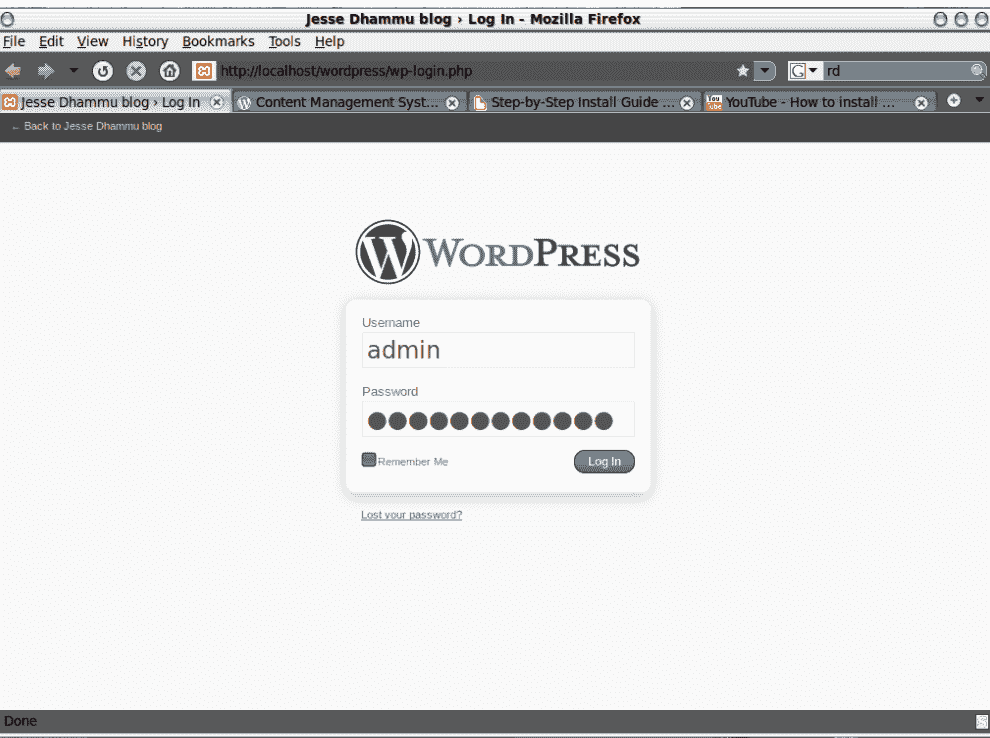 Jesse Dhammu blog › Log In - Mozilla Firefox
File Edit View History Bookmarks Tools Help
http://localhost/wordpress/wp-login.php G rd
Jesse Dhammu blog › Log In Content Management Syst... Step-by-Step Install Guide ... You Tube YouTube - How to install ...
← Back to Jesse Dhammu blog
W WORDPRESS
Username
admin
Password
Remember Me Log In
Lost your password?
Done S